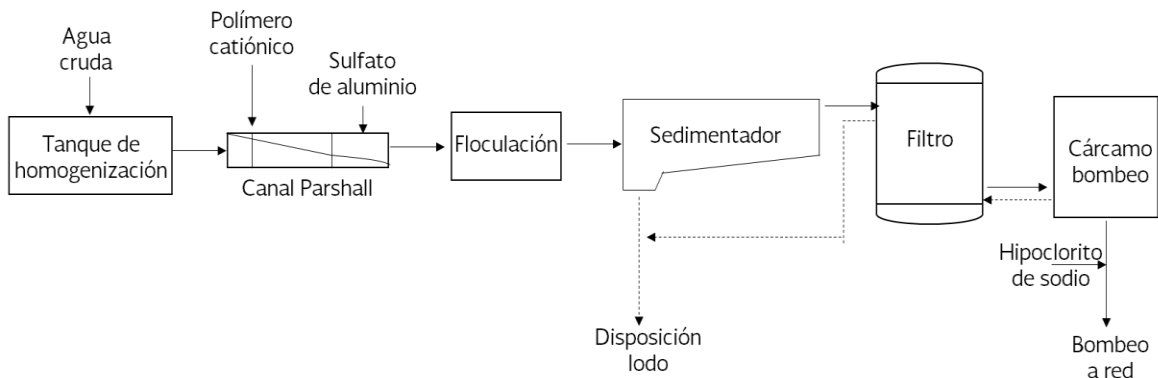 Agua
cruda
Polímero
catiónico
Sulfato
de aluminio
Tanque de
homogenización
Canal Parshall
Floculación
Sedimentador
Filtro
Cárcamo
bombeo
Hipoclorito
de sodio
Disposición
lodo
Bombeo
a red